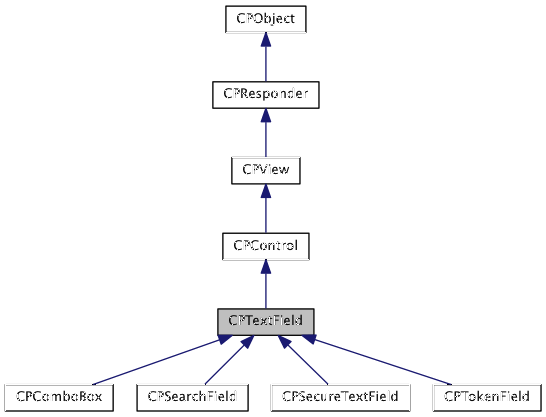 CPObject
CPResponder
CPView
CPControl
CPTextField
CPComboBox CPSearchField CPSecureTextField CPTokenField